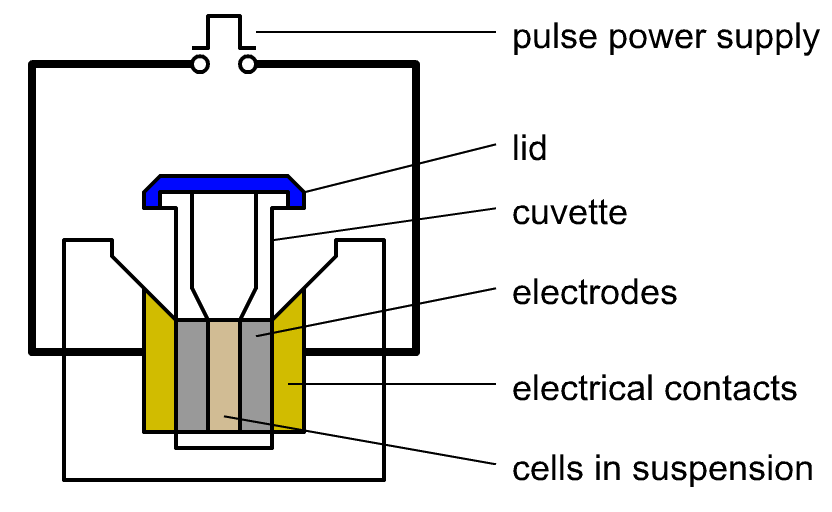 pulse power supply
lid
cuvette
electrodes
electrical contacts
cells in suspension